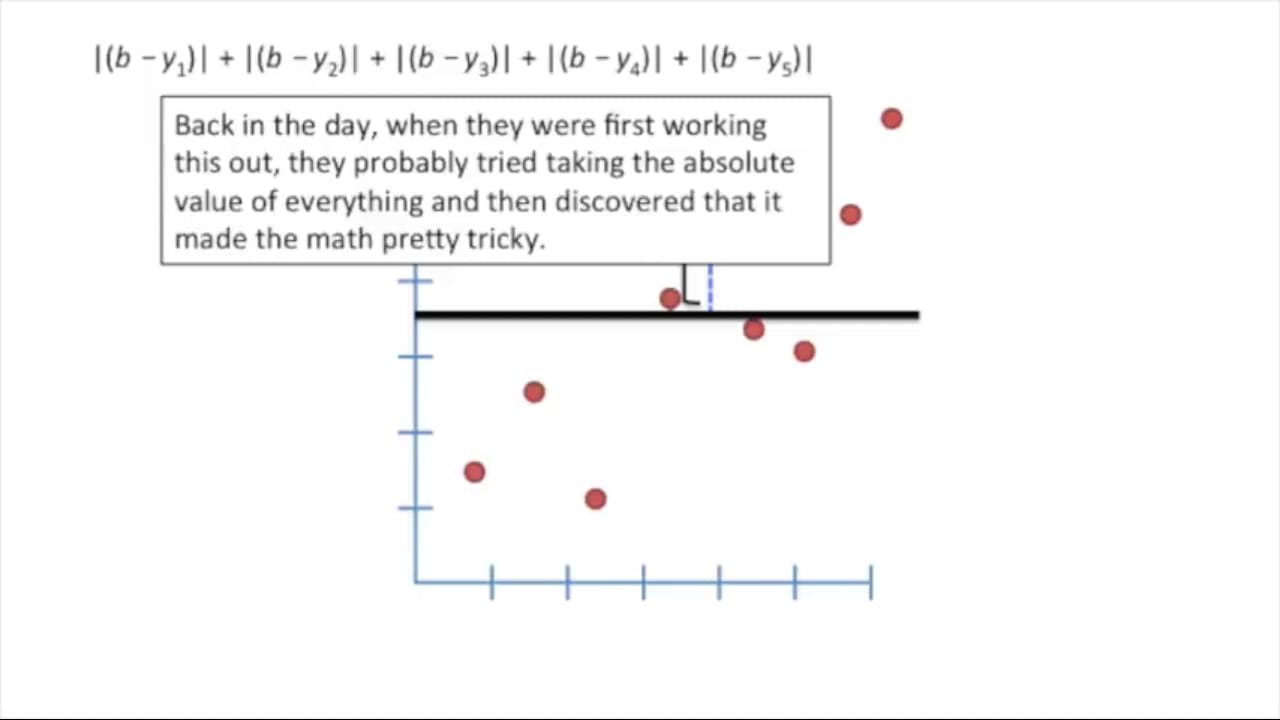 |(b – y₁)| + |(b – y₂)| + |(b – y₃)| + |(b – y₄)| + |(b – y₅)|
Back in the day, when they were first working
this out, they probably tried taking the absolute
value of everything and then discovered that it
made the math pretty tricky.